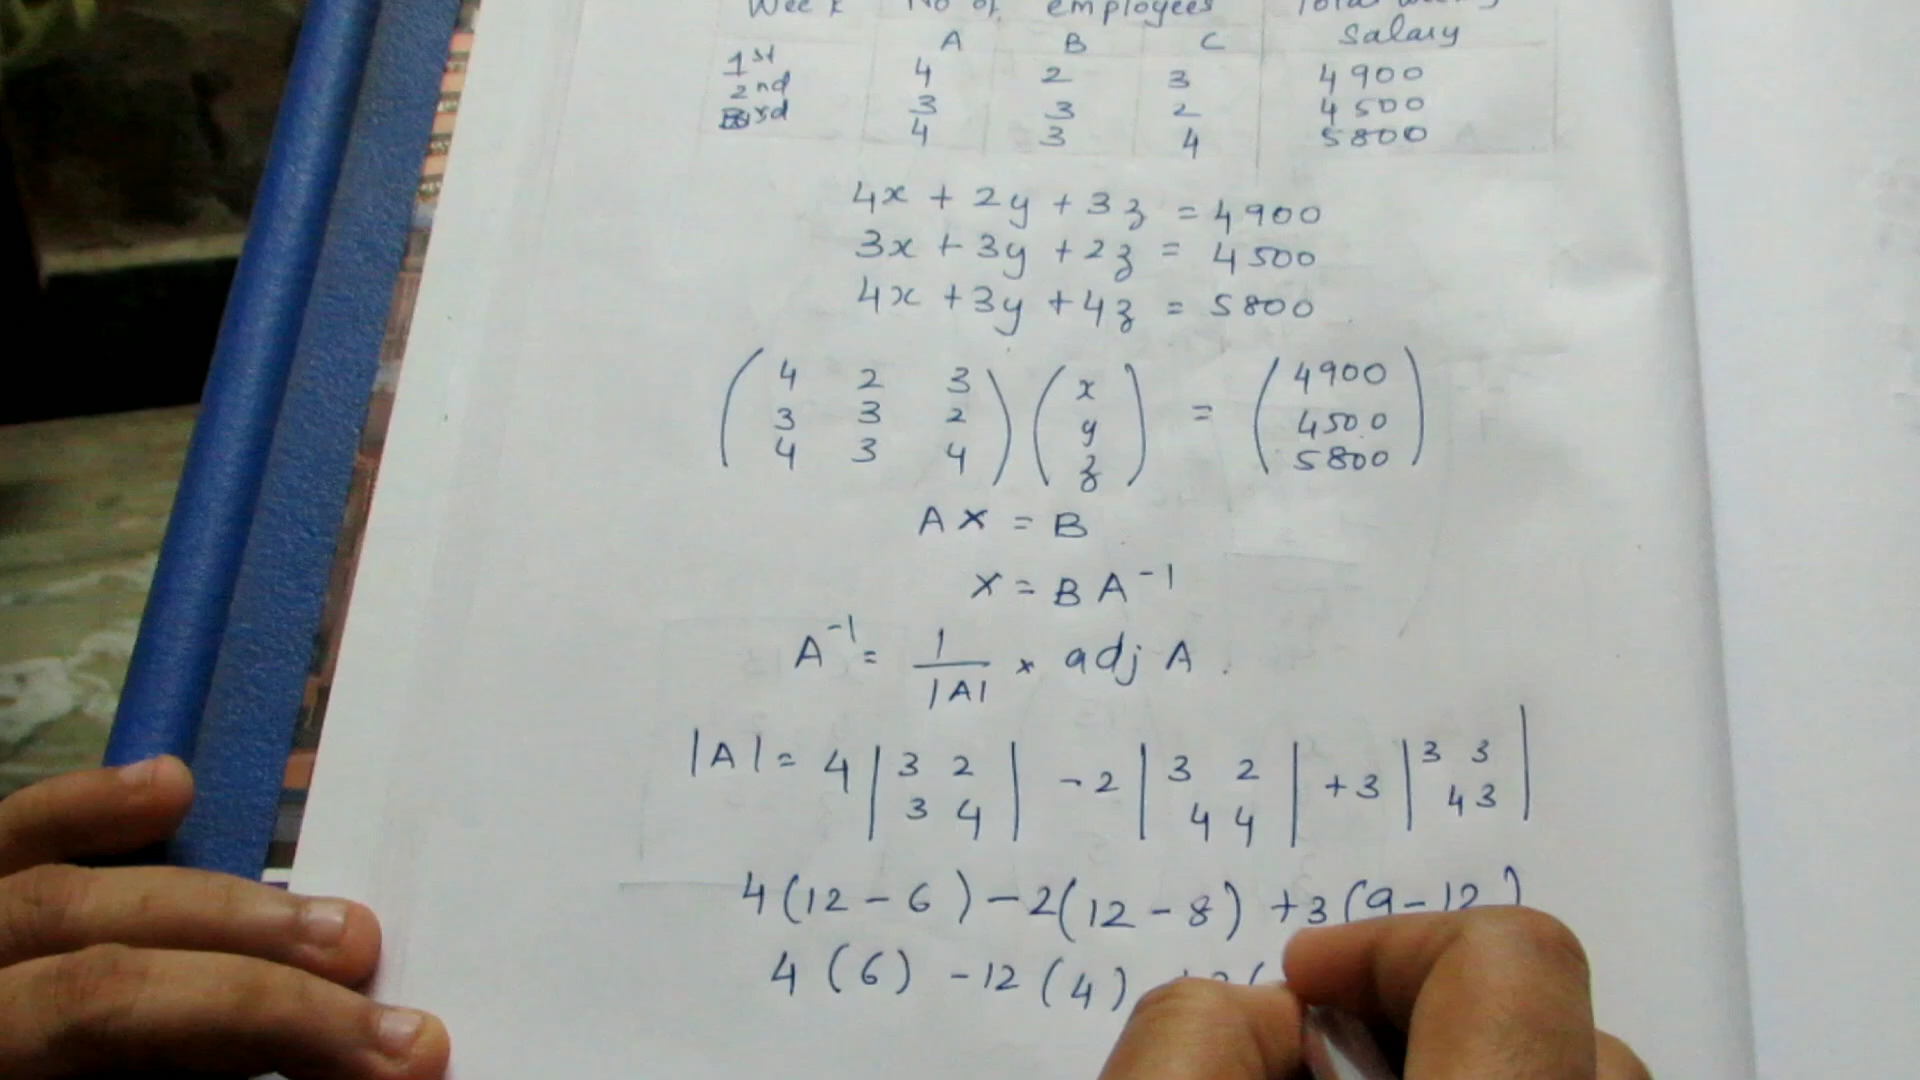 Week No of employees Total weekly
A B C Salary
1st 4 2 3 4900
2nd 3 3 2 4500
3rd 4 3 4 5800
4x + 2y + 3z = 4900
3x + 3y + 2z = 4500
4x + 3y + 4z = 5800
( 4 2 3 ) ( x ) = ( 4900 )
3 3 2 y 4500
4 3 4 z 5800
AX = B
X = BA⁻¹
A⁻¹ = 1/|A| × adj A.
|A| = 4 | 3 2 | - 2 | 3 2 | + 3 | 3 3 |
3 4 4 4 4 3
4(12 - 6) - 2(12 - 8) + 3(9 - 12)
4(6) - 12(4)